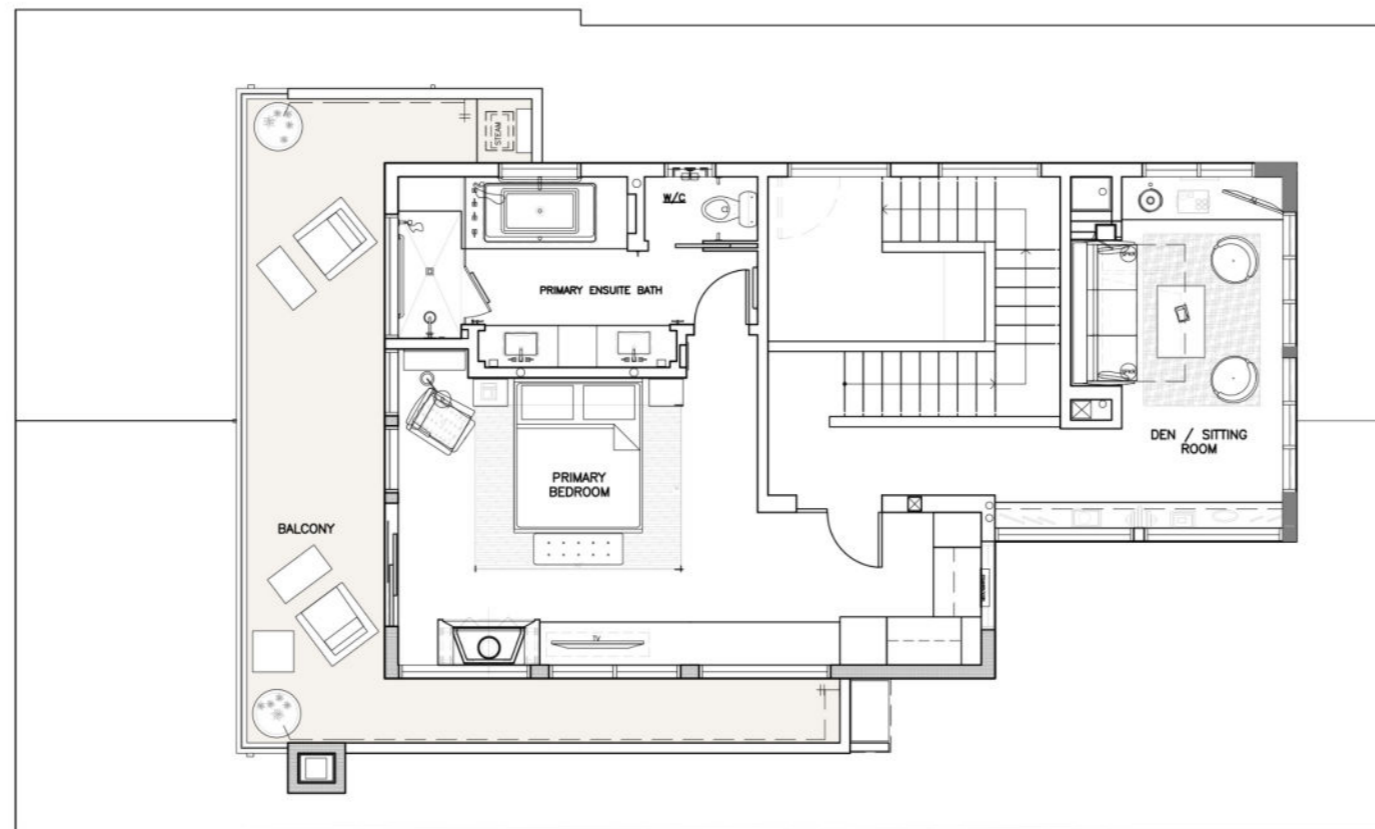 STEAM
W/C
PRIMARY ENSUITE BATH
DEN / SITTING
ROOM
PRIMARY
BEDROOM
BALCONY
TV